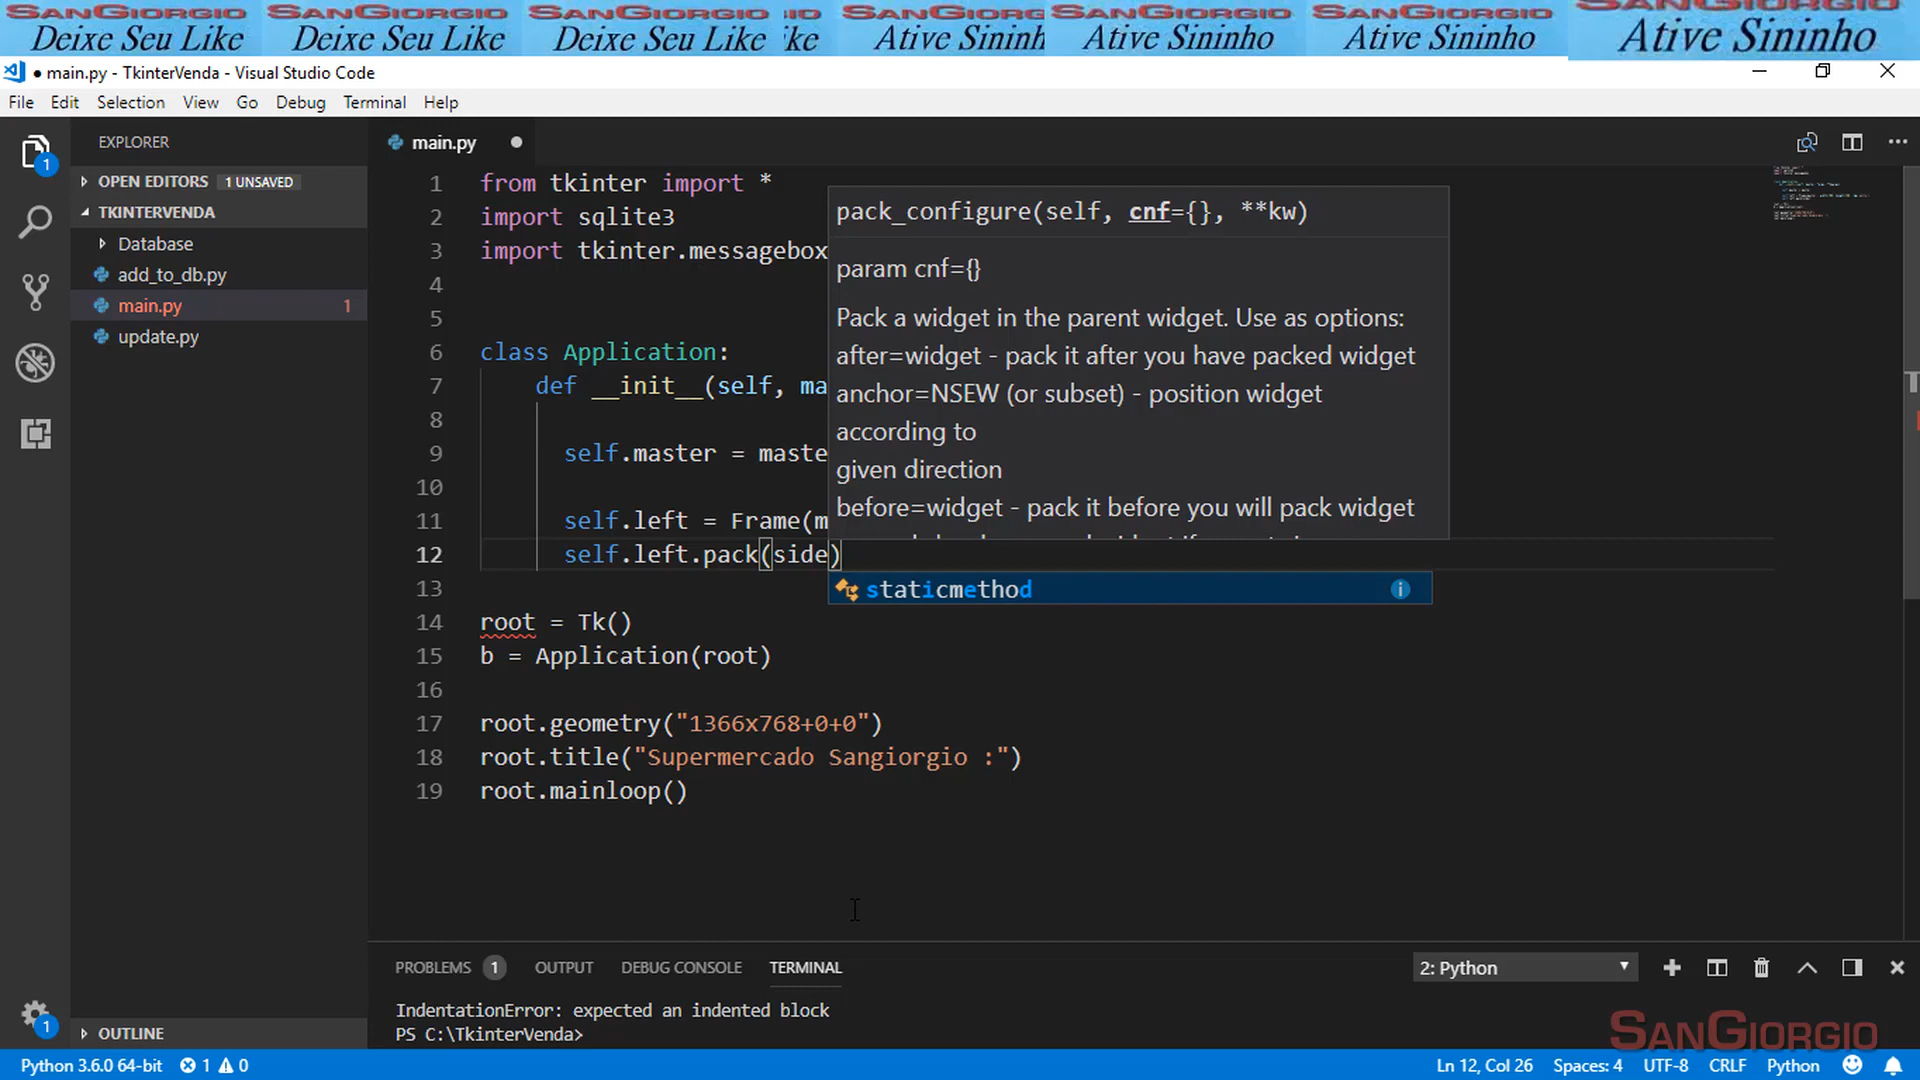 SANGIORGIO SANGIORGIO SANGIORGIO IO SANGIORG SANGIORGIO SANGIORGIO SANGIORGIO
Deixe Seu Like Deixe Seu Like Deixe Seu Like ike Ative Sininh Ative Sininho Ative Sininho Ative Sininho
● main.py - TkinterVenda - Visual Studio Code
File Edit Selection View Go Debug Terminal Help
EXPLORER
OPEN EDITORS 1 UNSAVED
TKINTERVENDA
Database
add_to_db.py
main.py 1
update.py
OUTLINE
1
1
main.py
1 from tkinter import *
2 import sqlite3
3 import tkinter.messagebox
4
5
6 class Application:
7 def __init__(self, ma
8
9 self.master = maste
10
11 self.left = Frame(m
12 self.left.pack(side)
13
14 root = Tk()
15 b = Application(root)
16
17 root.geometry("1366x768+0+0")
18 root.title("Supermercado Sangiorgio :")
19 root.mainloop()
pack_configure(self, cnf={}, **kw)
param cnf={}
Pack a widget in the parent widget. Use as options:
after=widget - pack it after you have packed widget
anchor=NSEW (or subset) - position widget
according to
given direction
before=widget - pack it before you will pack widget
staticmethod
PROBLEMS 1 OUTPUT DEBUG CONSOLE TERMINAL 2: Python
IndentationError: expected an indented block
PS C:\TkinterVenda>
SANGIORGIO
Python 3.6.0 64-bit 1 0 Ln 12, Col 26 Spaces: 4 UTF-8 CRLF Python